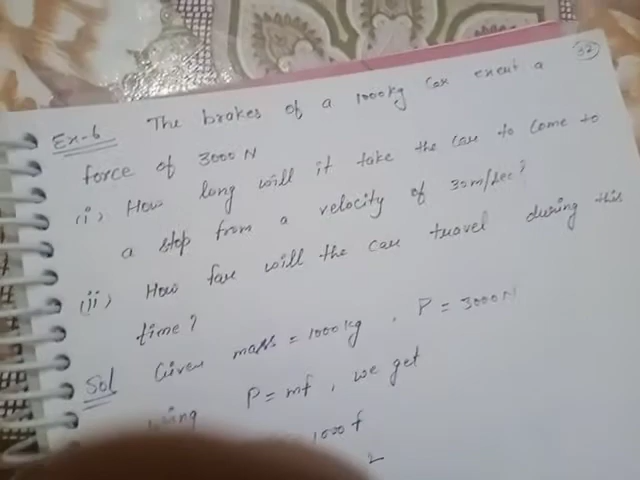 32
Ex-6 The brakes of a 1000kg Car exert a
force of 3000 N
(i) How long will it take the car to come to
a stop from a velocity of 30m/sec?
(ii) How far will the car travel during this
time?
Sol Given mass = 1000kg, P = 3000N
P = mf, we get
1000 f